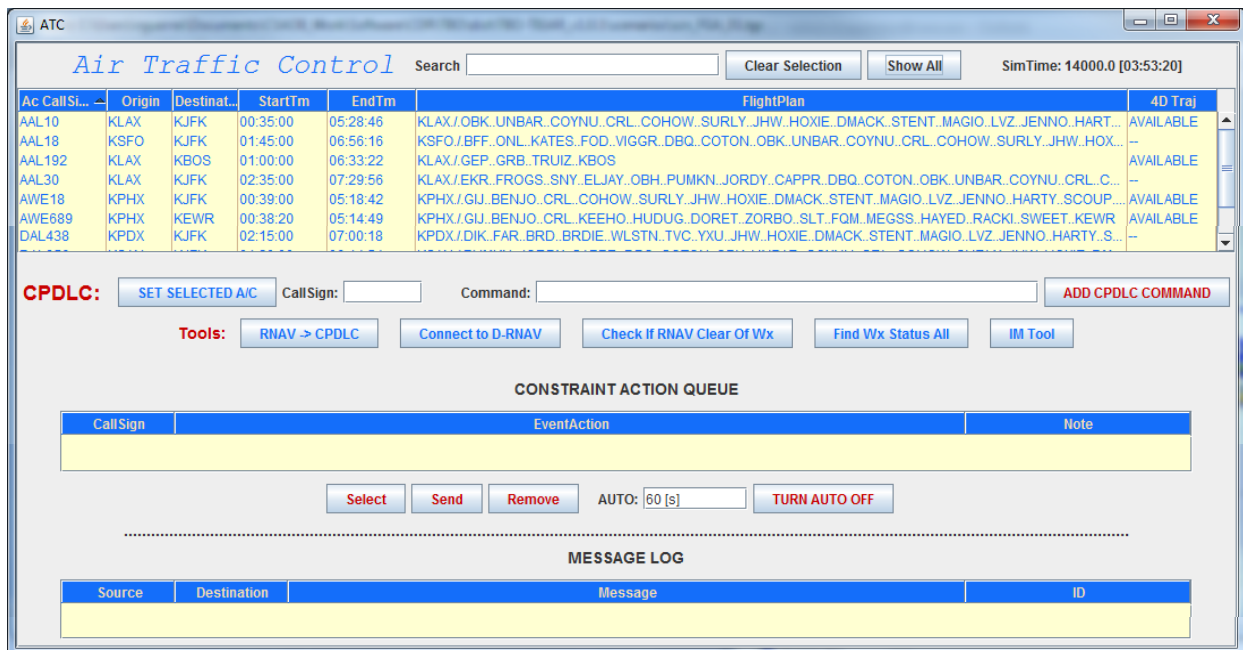 ATC
Air Traffic Control Search Clear Selection Show All SimTime: 14000.0 [03:53:20]
Ac CallSi... Origin Destinat... StartTm EndTm FlightPlan 4D Traj
AAL10 KLAX KJFK 00:35:00 05:28:46 KLAX./.OBK..UNBAR..COYNU..CRL..COHOW..SURLY..JHW..HOXIE..DMACK..STENT..MAGIO..LVZ..JENNO..HART... AVAILABLE
AAL18 KSFO KJFK 01:45:00 06:56:16 KSFO./.BFF..ONL..KATES..FOD..VIGGR..DBQ..COTON..OBK..UNBAR..COYNU..CRL..COHOW..SURLY..JHW..HOX... --
AAL192 KLAX KBOS 01:00:00 06:33:22 KLAX./.GEP..GRB..TRUIZ..KBOS AVAILABLE
AAL30 KLAX KJFK 02:35:00 07:29:56 KLAX./.EKR..FROGS..SNY..ELJAY..OBH..PUMKN..JORDY..CAPPR..DBQ..COTON..OBK..UNBAR..COYNU..CRL..C... --
AWE18 KPHX KJFK 00:39:00 05:18:42 KPHX./.GIJ..BENJO..CRL..COHOW..SURLY..JHW..HOXIE..DMACK..STENT..MAGIO..LVZ..JENNO..HARTY..SCOUP... AVAILABLE
AWE689 KPHX KEWR 00:38:20 05:14:49 KPHX./.GIJ..BENJO..CRL..KEEHO..HUDUG..DORET..ZORBO..SLT..FQM..MEGSS..HAYED..RACKI..SWEET..KEWR AVAILABLE
DAL438 KPDX KJFK 02:15:00 07:00:18 KPDX./.DIK..FAR..BRD..BRDIE..WLSTN..TVC..YXU..JHW..HOXIE..DMACK..STENT..MAGIO..LVZ..JENNO..HARTY..S... --
CPDLC: SET SELECTED A/C CallSign: Command: ADD CPDLC COMMAND
Tools: RNAV -> CPDLC Connect to D-RNAV Check If RNAV Clear Of Wx Find Wx Status All IM Tool
CONSTRAINT ACTION QUEUE
CallSign EventAction Note
Select Send Remove AUTO: 60 [s] TURN AUTO OFF
MESSAGE LOG
Source Destination Message ID